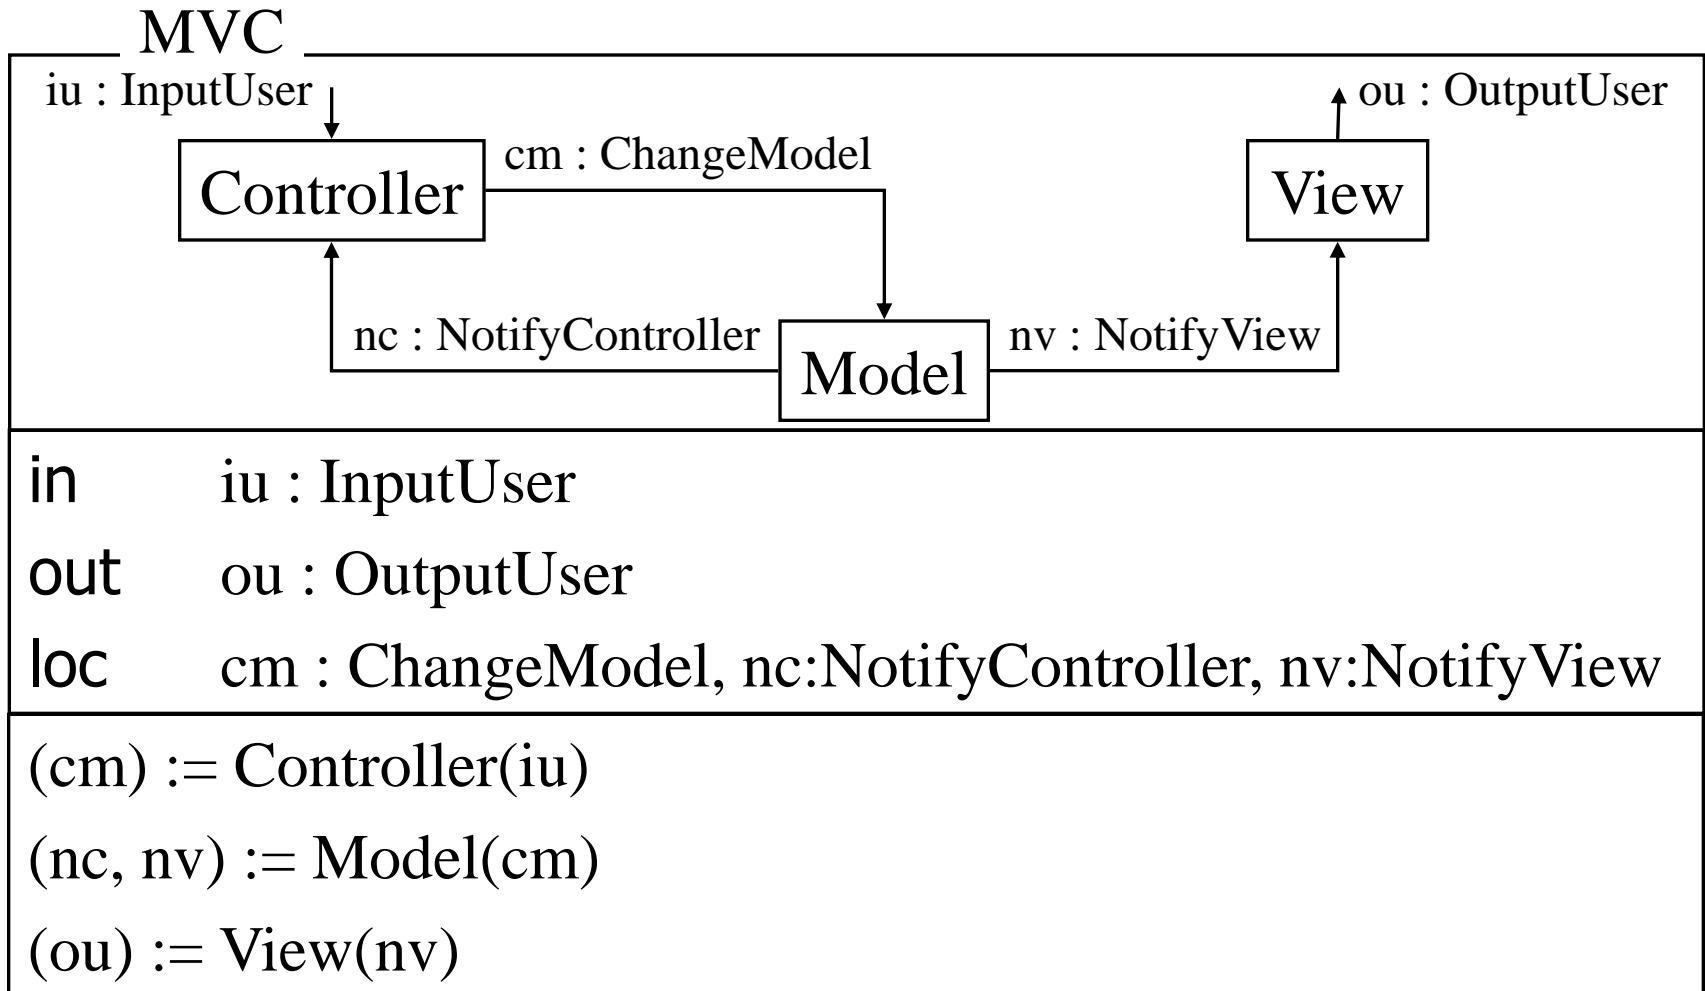 MVC
iu : InputUser
ou : OutputUser
cm : ChangeModel
Controller
View
nc : NotifyController
nv : NotifyView
Model
in iu : InputUser
out ou : OutputUser
loc cm : ChangeModel, nc:NotifyController, nv:NotifyView
(cm) := Controller(iu)
(nc, nv) := Model(cm)
(ou) := View(nv)